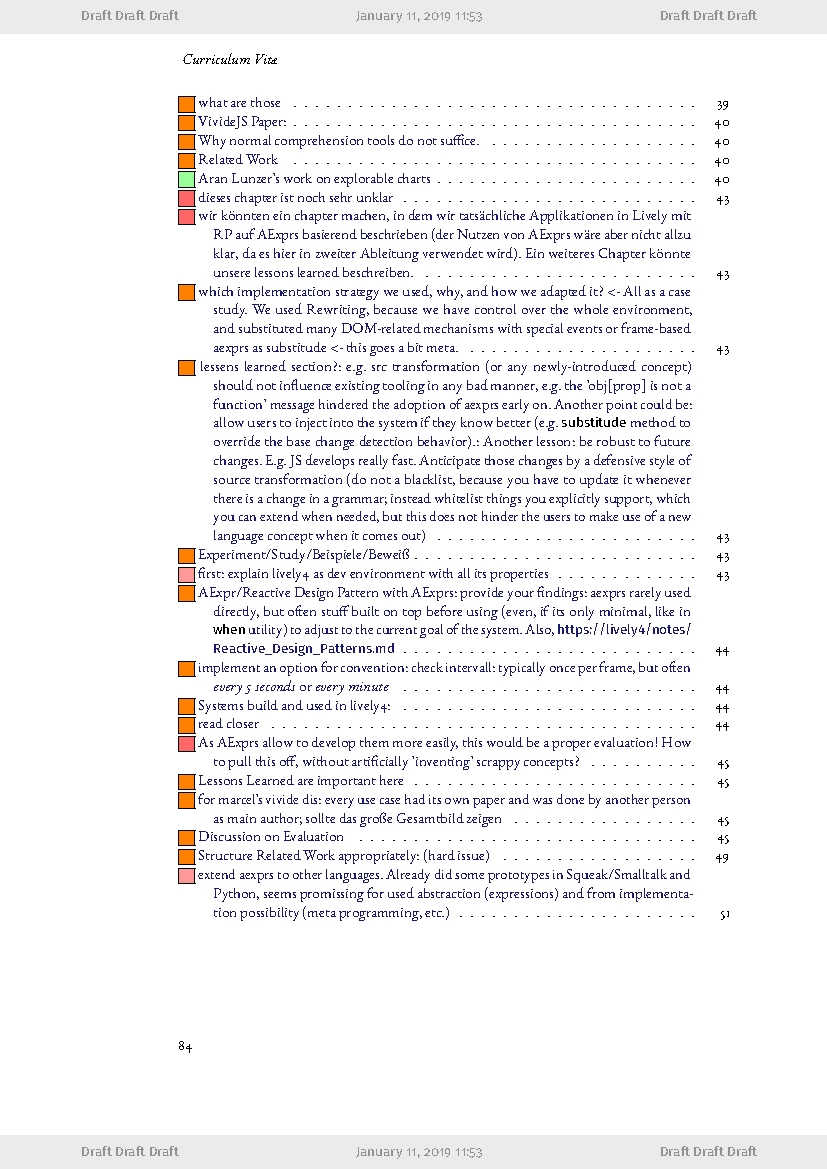 Draft Draft Draft January 11, 2019 11:53 Draft Draft Draft
Curriculum Vitæ
what are those . . . . . . . . . . . . . . . . . . . . . . . . . . . . . . . . . . . . . 39
VivideJS Paper: . . . . . . . . . . . . . . . . . . . . . . . . . . . . . . . . . . . . . 40
Why normal comprehension tools do not suffice. . . . . . . . . . . . . . . . . . . . 40
Related Work . . . . . . . . . . . . . . . . . . . . . . . . . . . . . . . . . . . . . 40
Aran Lunzer's work on explorable charts . . . . . . . . . . . . . . . . . . . . . . . . 40
dieses chapter ist noch sehr unklar . . . . . . . . . . . . . . . . . . . . . . . . . . . 43
wir könnten ein chapter machen, in dem wir tatsächliche Applikationen in Lively mit
RP auf AExprs basierend beschrieben (der Nutzen von AExprs wäre aber nicht allzu
klar, da es hier in zweiter Ableitung verwendet wird). Ein weiteres Chapter könnte
unsere lessons learned beschreiben. . . . . . . . . . . . . . . . . . . . . . . . . . 43
which implementation strategy we used, why, and how we adapted it? <- All as a case
study. We used Rewriting, because we have control over the whole environment,
and substituted many DOM-related mechanisms with special events or frame-based
aexprs as substitute <- this goes a bit meta. . . . . . . . . . . . . . . . . . . . . . 43
lessens learned section?: e.g. src transformation (or any newly-introduced concept)
should not influence existing tooling in any bad manner, e.g. the 'obj[prop] is not a
function' message hindered the adoption of aexprs early on. Another point could be:
allow users to inject into the system if they know better (e.g. substitude method to
override the base change detection behavior).: Another lesson: be robust to future
changes. E.g. JS develops really fast. Anticipate those changes by a defensive style of
source transformation (do not a blacklist, because you have to update it whenever
there is a change in a grammar; instead whitelist things you explicitly support, which
you can extend when needed, but this does not hinder the users to make use of a new
language concept when it comes out) . . . . . . . . . . . . . . . . . . . . . . . . 43
Experiment/Study/Beispiele/Beweiß . . . . . . . . . . . . . . . . . . . . . . . . . . 43
first: explain lively4 as dev environment with all its properties . . . . . . . . . . . . . 43
AExpr/Reactive Design Pattern with AExprs: provide your findings: aexprs rarely used
directly, but often stuff built on top before using (even, if its only minimal, like in
when utility) to adjust to the current goal of the system. Also, https://lively4/notes/
Reactive_Design_Patterns.md . . . . . . . . . . . . . . . . . . . . . . . . . . . 44
implement an option for convention: check intervall: typically once per frame, but often
every 5 seconds or every minute . . . . . . . . . . . . . . . . . . . . . . . . . . . 44
Systems build and used in lively4: . . . . . . . . . . . . . . . . . . . . . . . . . . . 44
read closer . . . . . . . . . . . . . . . . . . . . . . . . . . . . . . . . . . . . . . . 44
As AExprs allow to develop them more easily, this would be a proper evaluation! How
to pull this off, without artificially 'inventing' scrappy concepts? . . . . . . . . . . 45
Lessons Learned are important here . . . . . . . . . . . . . . . . . . . . . . . . . . 45
for marcel's vivide dis: every use case had its own paper and was done by another person
as main author; sollte das große Gesamtbild zeigen . . . . . . . . . . . . . . . . . 45
Discussion on Evaluation . . . . . . . . . . . . . . . . . . . . . . . . . . . . . . . 45
Structure Related Work appropriately: (hard issue) . . . . . . . . . . . . . . . . . . 49
extend aexprs to other languages. Already did some prototypes in Squeak/Smalltalk and
Python, seems promissing for used abstraction (expressions) and from implementa-
tion possibility (meta programming, etc.) . . . . . . . . . . . . . . . . . . . . . . 51
84
Draft Draft Draft January 11, 2019 11:53 Draft Draft Draft